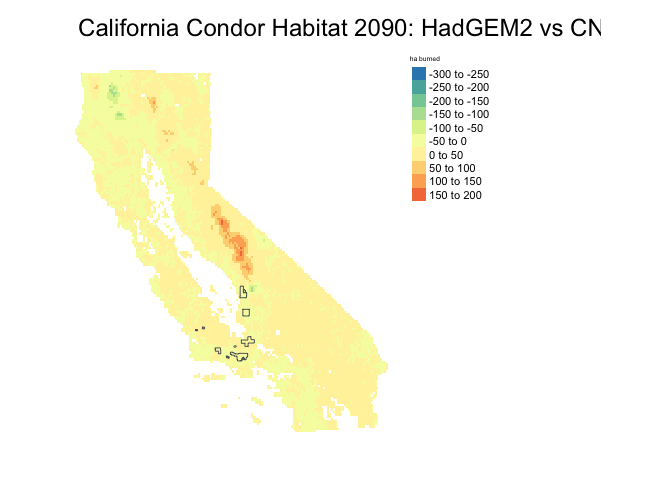 California Condor Habitat 2090: HadGEM2 vs CN
ha burned
-300 to -250
-250 to -200
-200 to -150
-150 to -100
-100 to -50
-50 to 0
0 to 50
50 to 100
100 to 150
150 to 200